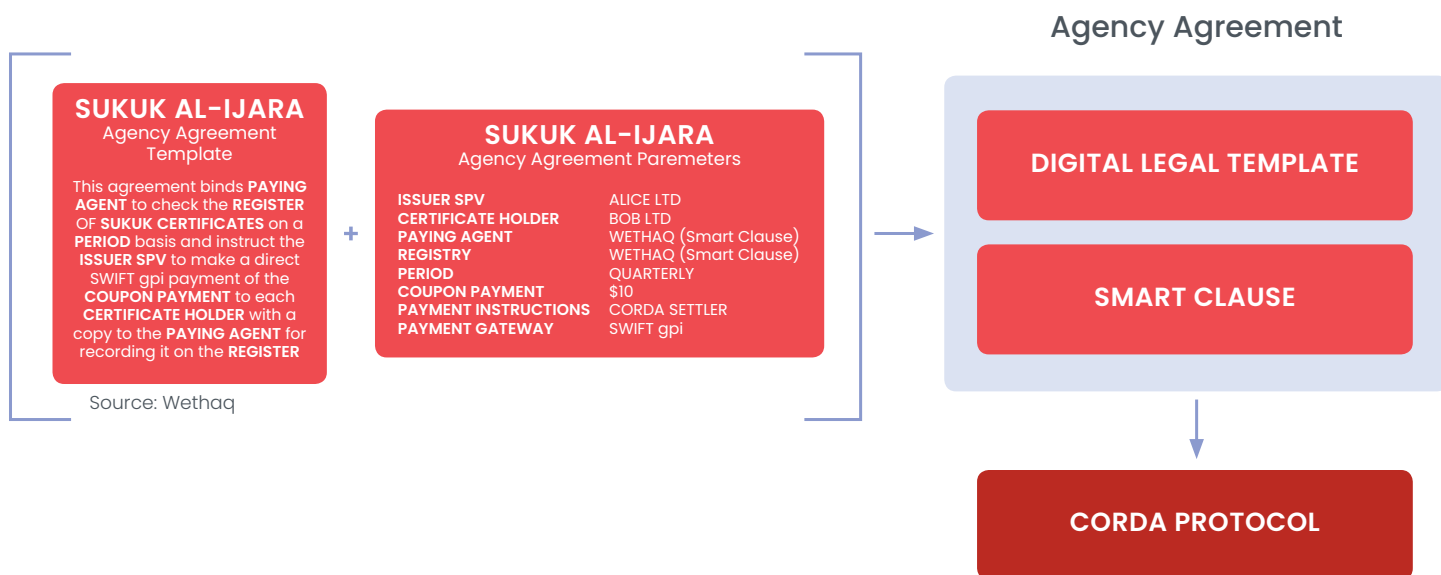 Agency Agreement
SUKUK AL-IJARA
Agency Agreement
Template
This agreement binds PAYING
AGENT to check the REGISTER
OF SUKUK CERTIFICATES on a
PERIOD basis and instruct the
ISSUER SPV to make a direct
SWIFT gpi payment of the
COUPON PAYMENT to each
CERTIFICATE HOLDER with a
copy to the PAYING AGENT for
recording it on the REGISTER
Source: Wethaq
+
SUKUK AL-IJARA
Agency Agreement Paremeters
ISSUER SPV ALICE LTD
CERTIFICATE HOLDER BOB LTD
PAYING AGENT WETHAQ (Smart Clause)
REGISTRY WETHAQ (Smart Clause)
PERIOD QUARTERLY
COUPON PAYMENT $10
PAYMENT INSTRUCTIONS CORDA SETTLER
PAYMENT GATEWAY SWIFT gpi
DIGITAL LEGAL TEMPLATE
SMART CLAUSE
CORDA PROTOCOL